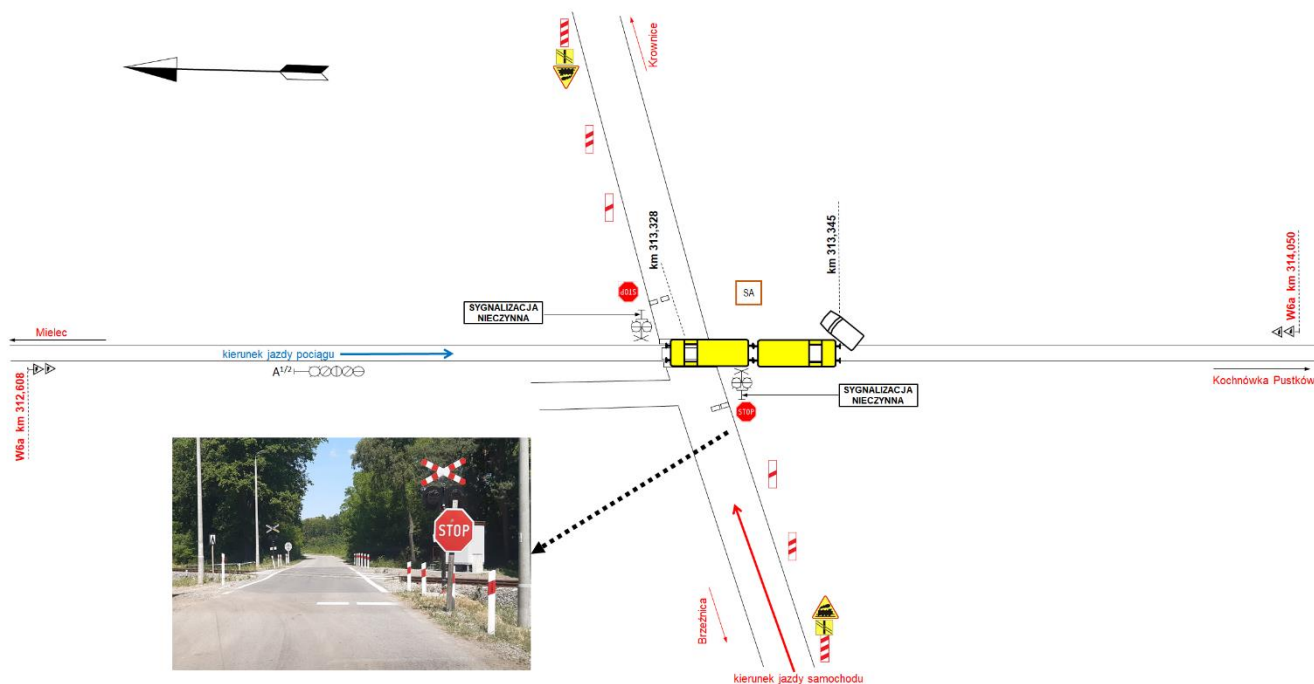 Krownice
km 313,328
km 313,345
W6a km 314,050
STOP
SA
SYGNALIZACJA
NIECZYNNA
Mielec
kierunek jazdy pociągu
A1/2
W6a km 312,608
Kochnówka Pustków
SYGNALIZACJA
NIECZYNNA
STOP
STOP
Brzeźnica
kierunek jazdy samochodu